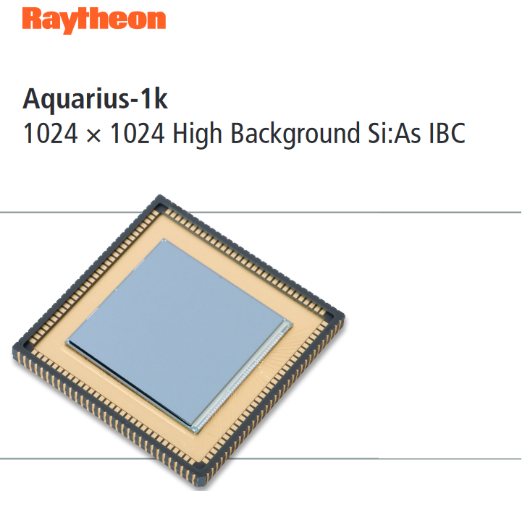 Raytheon
Aquarius-1k
1024 × 1024 High Background Si:As IBC